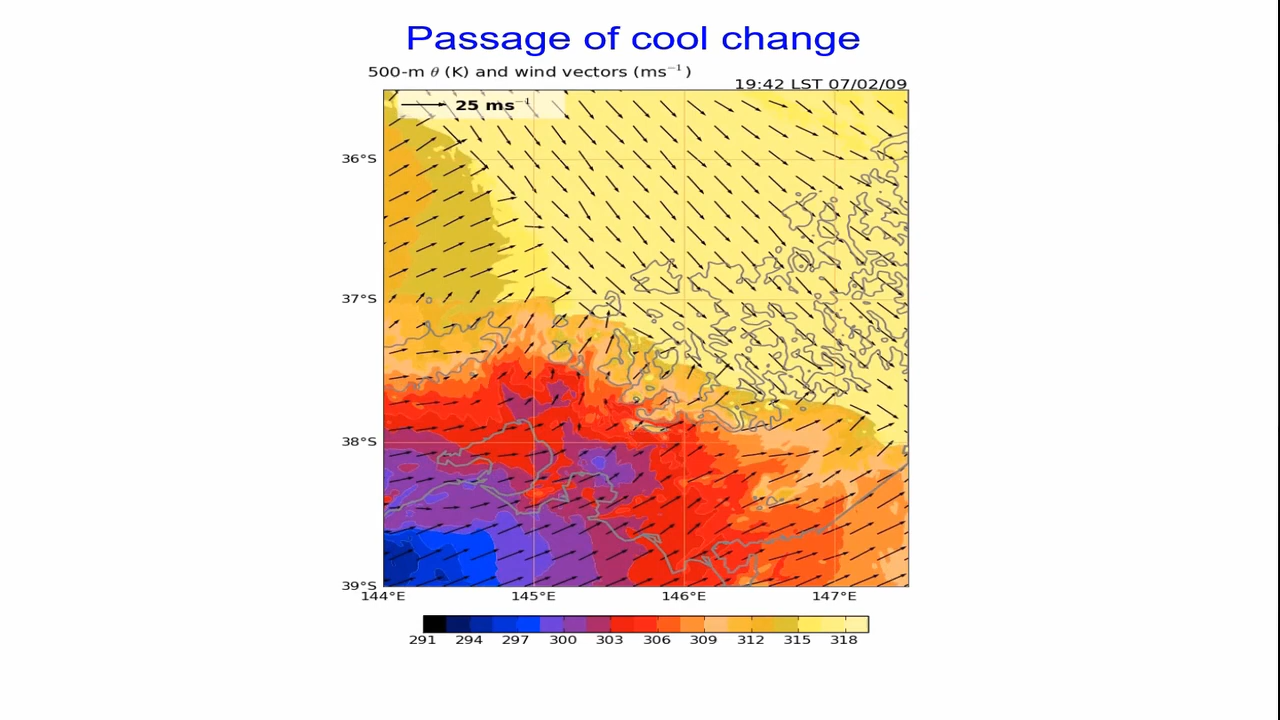 Passage of cool change
500-m θ (K) and wind vectors (ms⁻¹)
19:42 LST 07/02/09
25 ms⁻¹
36°S
37°S
38°S
39°S
144°E 145°E 146°E 147°E
291 294 297 300 303 306 309 312 315 318